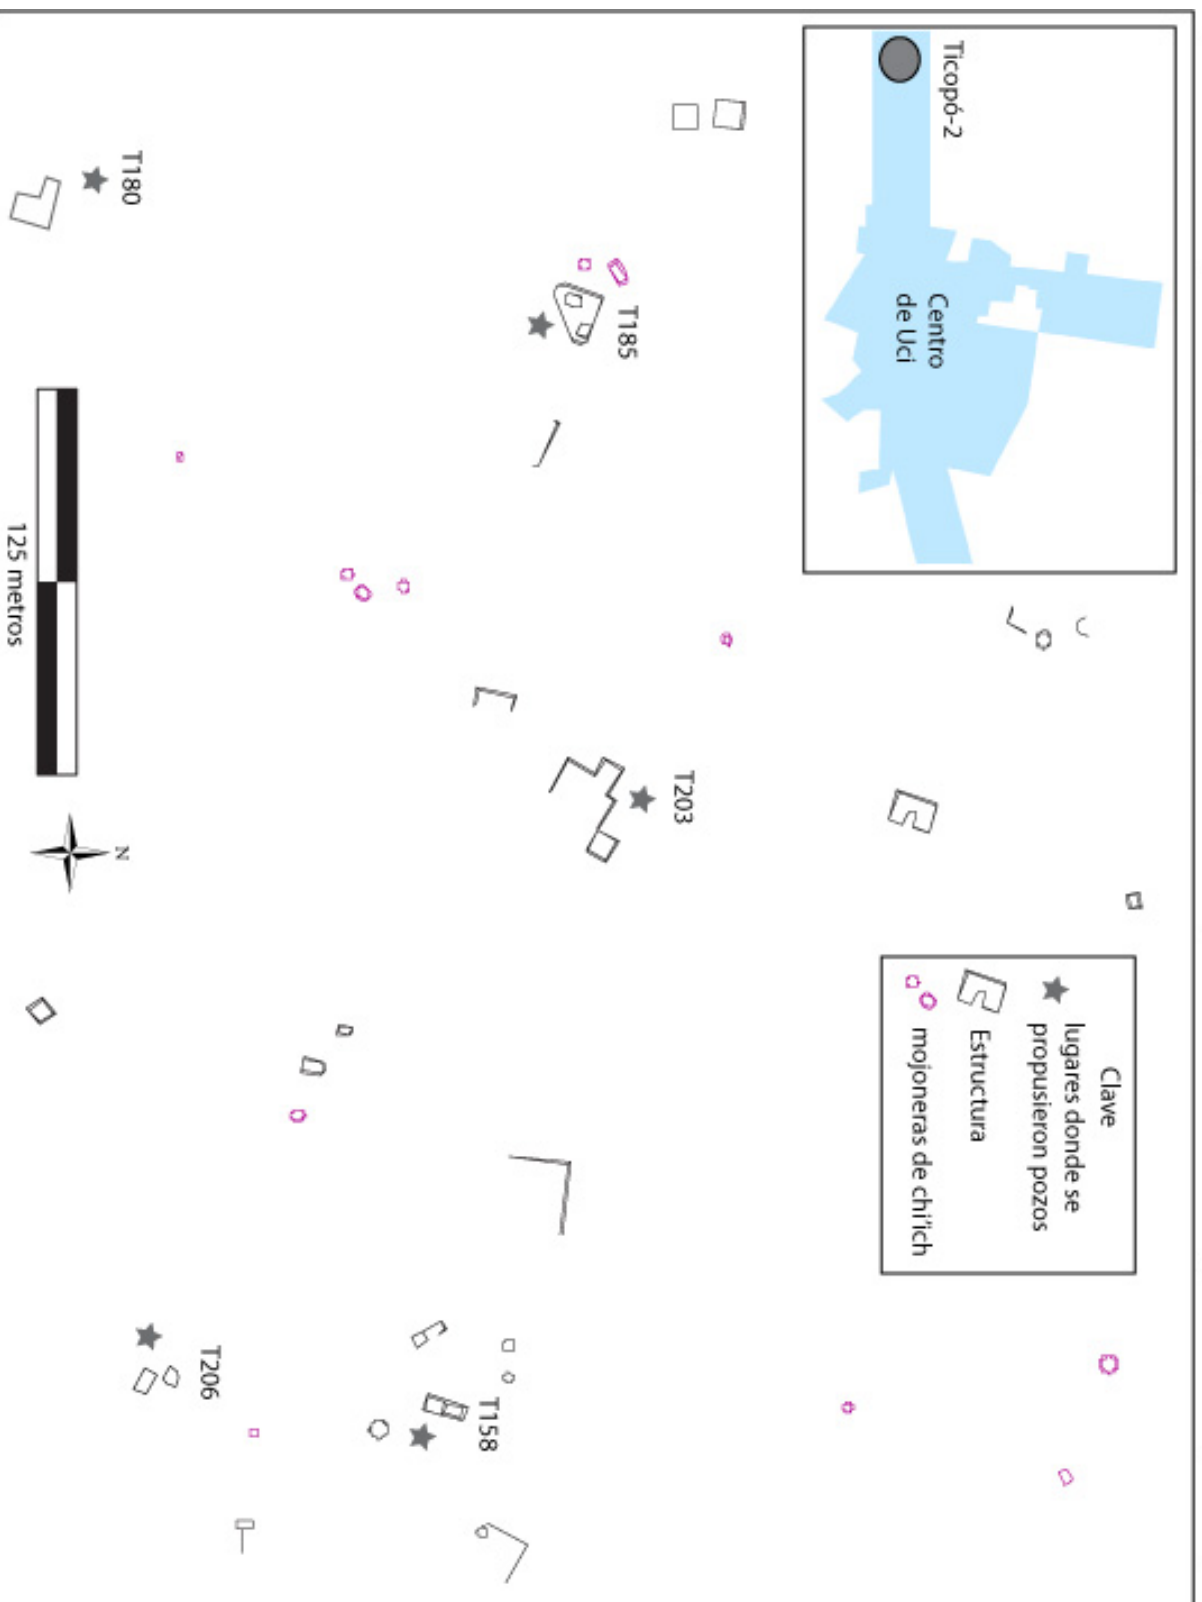 Ticopó-2
Centro
de Uci
T180
T185
T203
Clave
lugares donde se
propusieron pozos
Estructura
mojoneras de chi'ich
T158
T206
125 metros
N